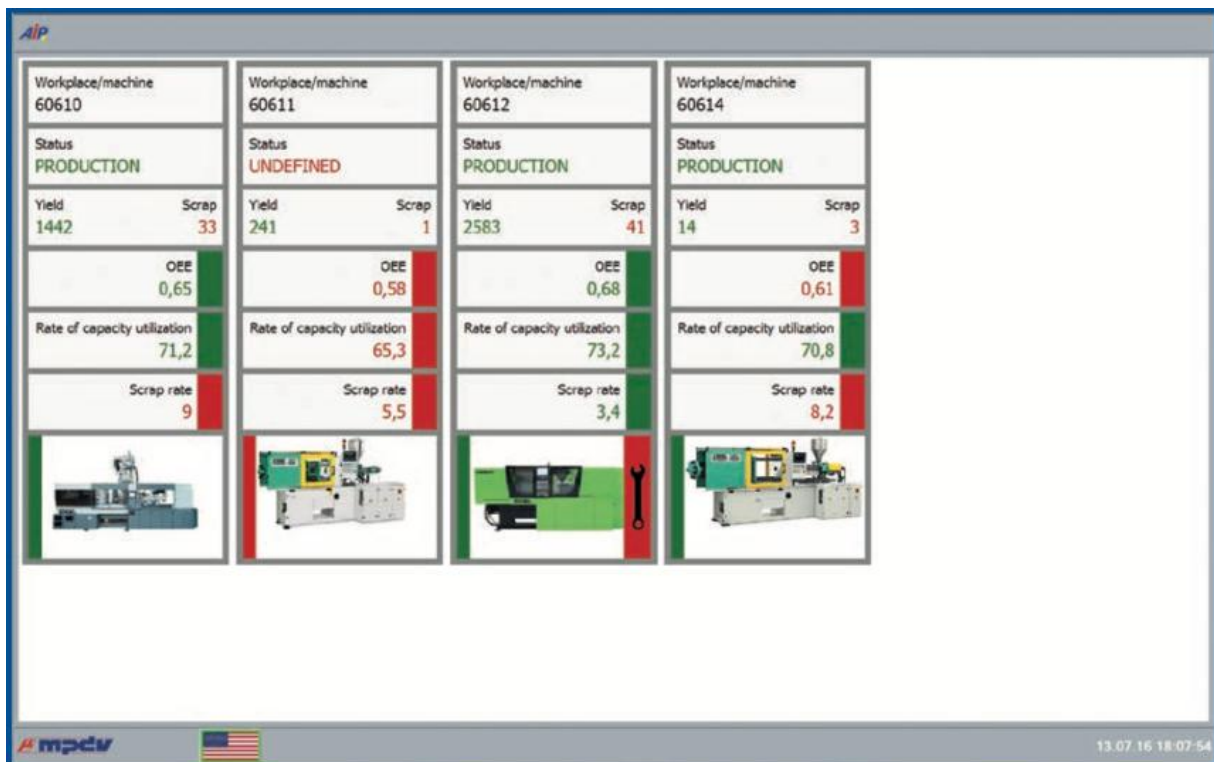 AIP
Workplace/machine
60610
Status
PRODUCTION
Yield Scrap
1442 33
OEE
0,65
Rate of capacity utilization
71,2
Scrap rate
9
Workplace/machine
60611
Status
UNDEFINED
Yield Scrap
241 1
OEE
0,58
Rate of capacity utilization
65,3
Scrap rate
5,5
Workplace/machine
60612
Status
PRODUCTION
Yield Scrap
2583 41
OEE
0,68
Rate of capacity utilization
73,2
Scrap rate
3,4
Workplace/machine
60614
Status
PRODUCTION
Yield Scrap
14 3
OEE
0,61
Rate of capacity utilization
70,8
Scrap rate
8,2
mpdv
13.07.16 18:07:54